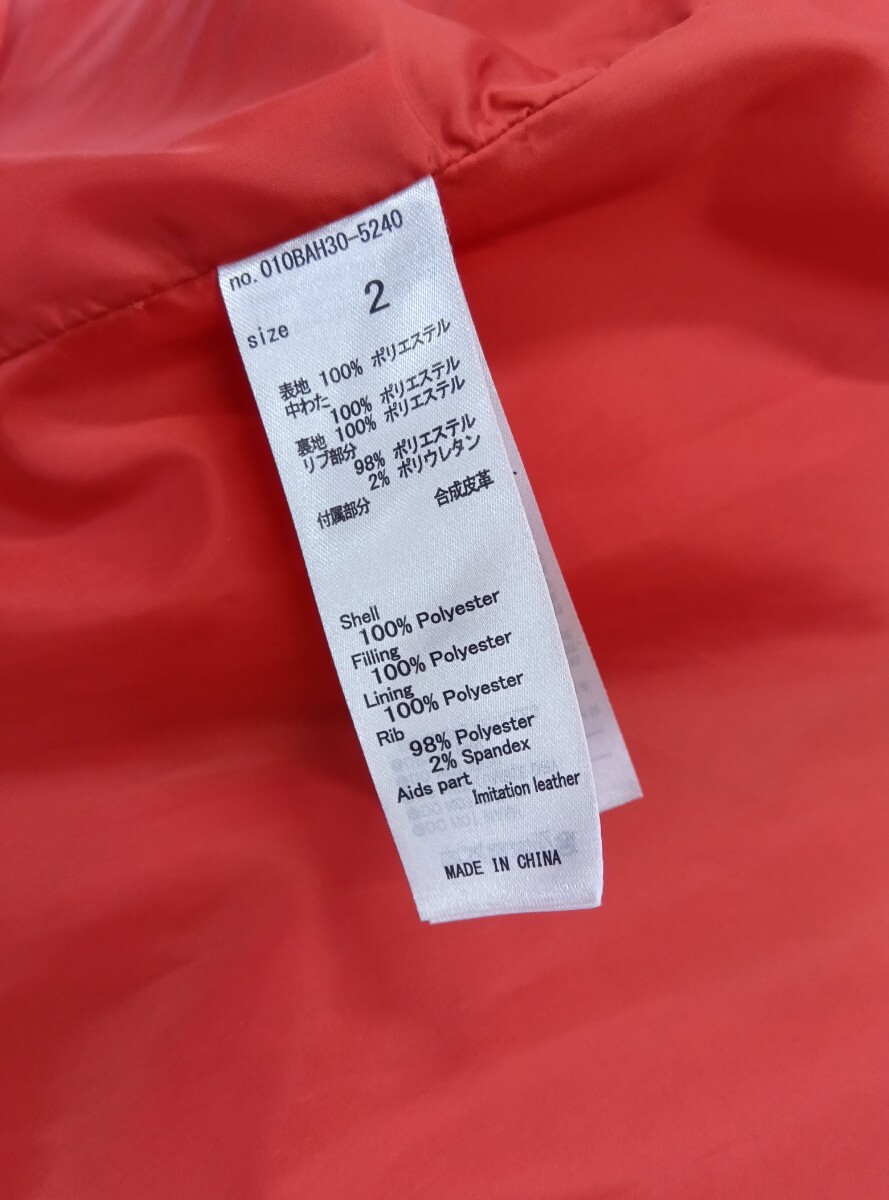 no.010BAH30-5240
size 2
表地 100% ポリエステル
中わた
100% ポリエステル
裏地 100% ポリエステル
リブ部分
98% ポリエステル
2% ポリウレタン
付属部分 合成皮革
Shell
100% Polyester
Filling
100% Polyester
Lining
100% Polyester
Rib
98% Polyester
2% Spandex
Aids part
Imitation leather
MADE IN CHINA